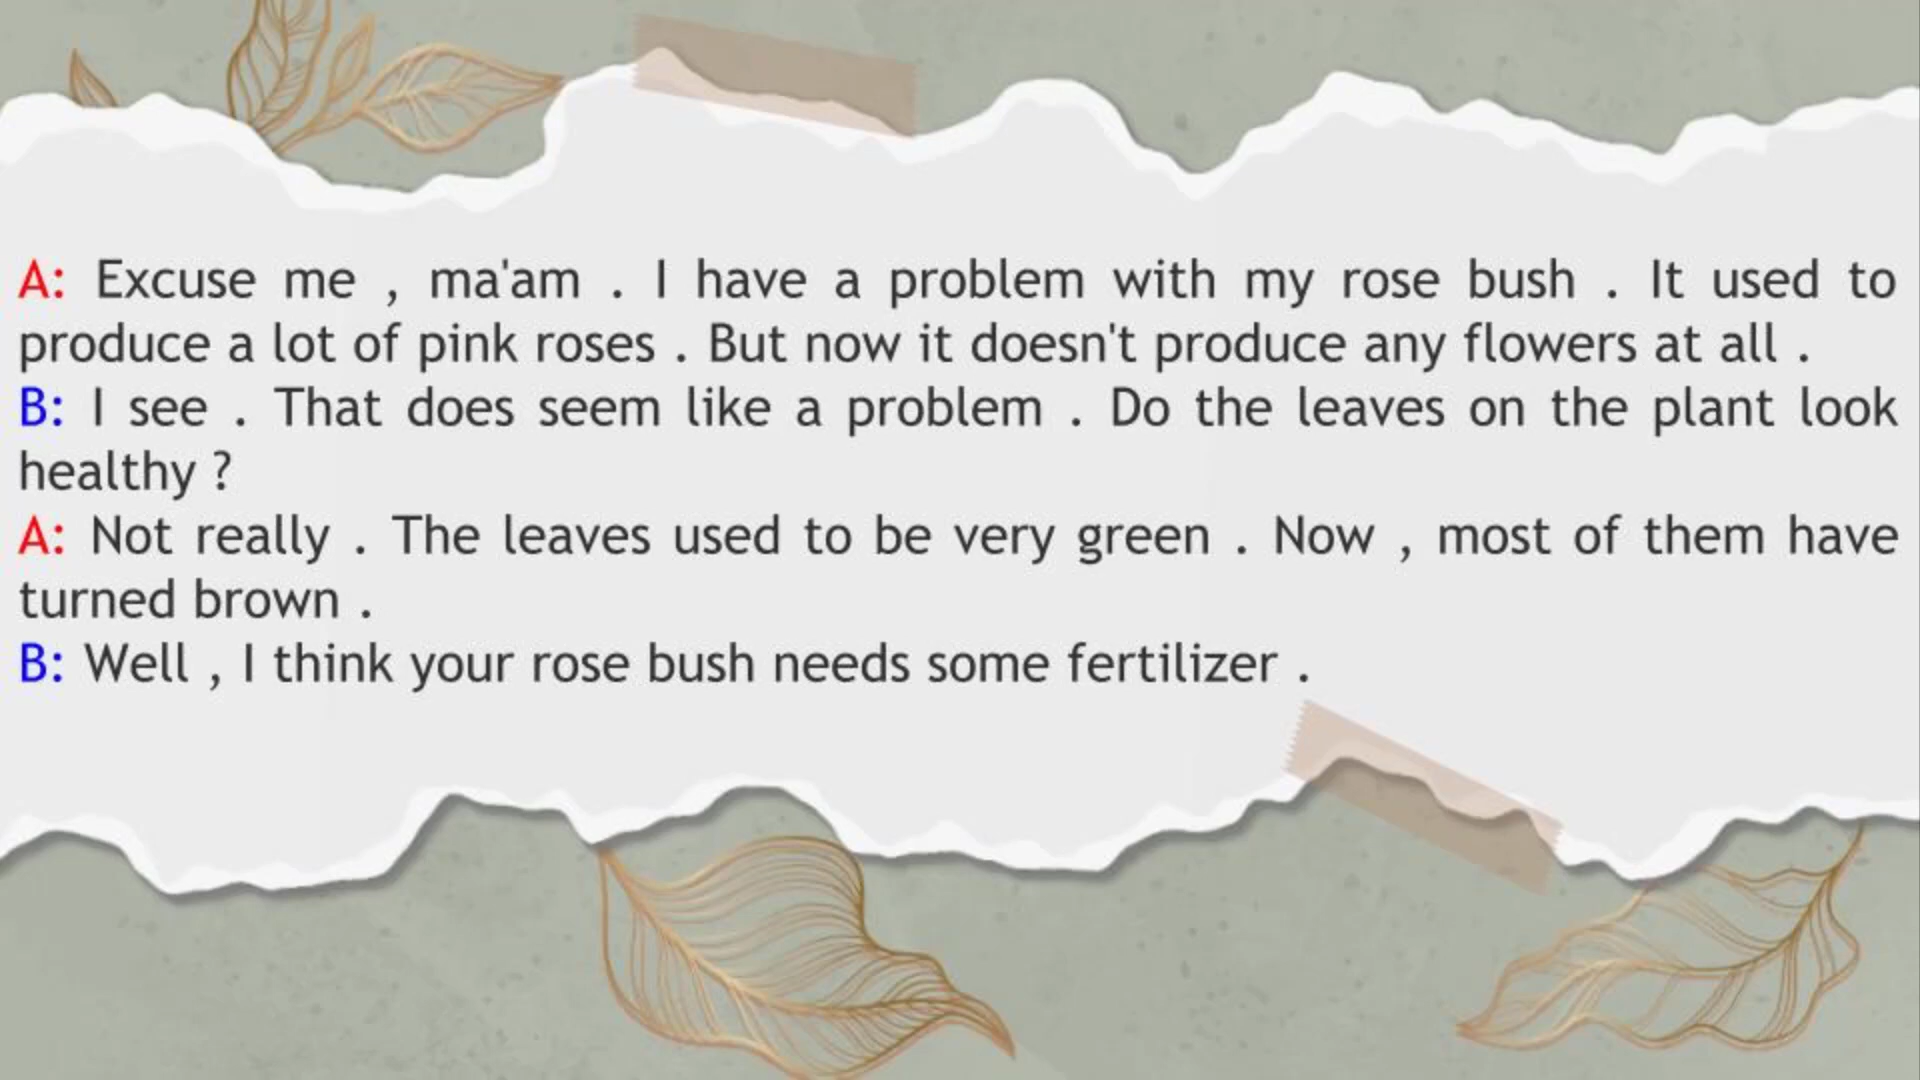 A: Excuse me , ma'am . I have a problem with my rose bush . It used to
produce a lot of pink roses . But now it doesn't produce any flowers at all .
B: I see . That does seem like a problem . Do the leaves on the plant look
healthy ?
A: Not really . The leaves used to be very green . Now , most of them have
turned brown .
B: Well , I think your rose bush needs some fertilizer .